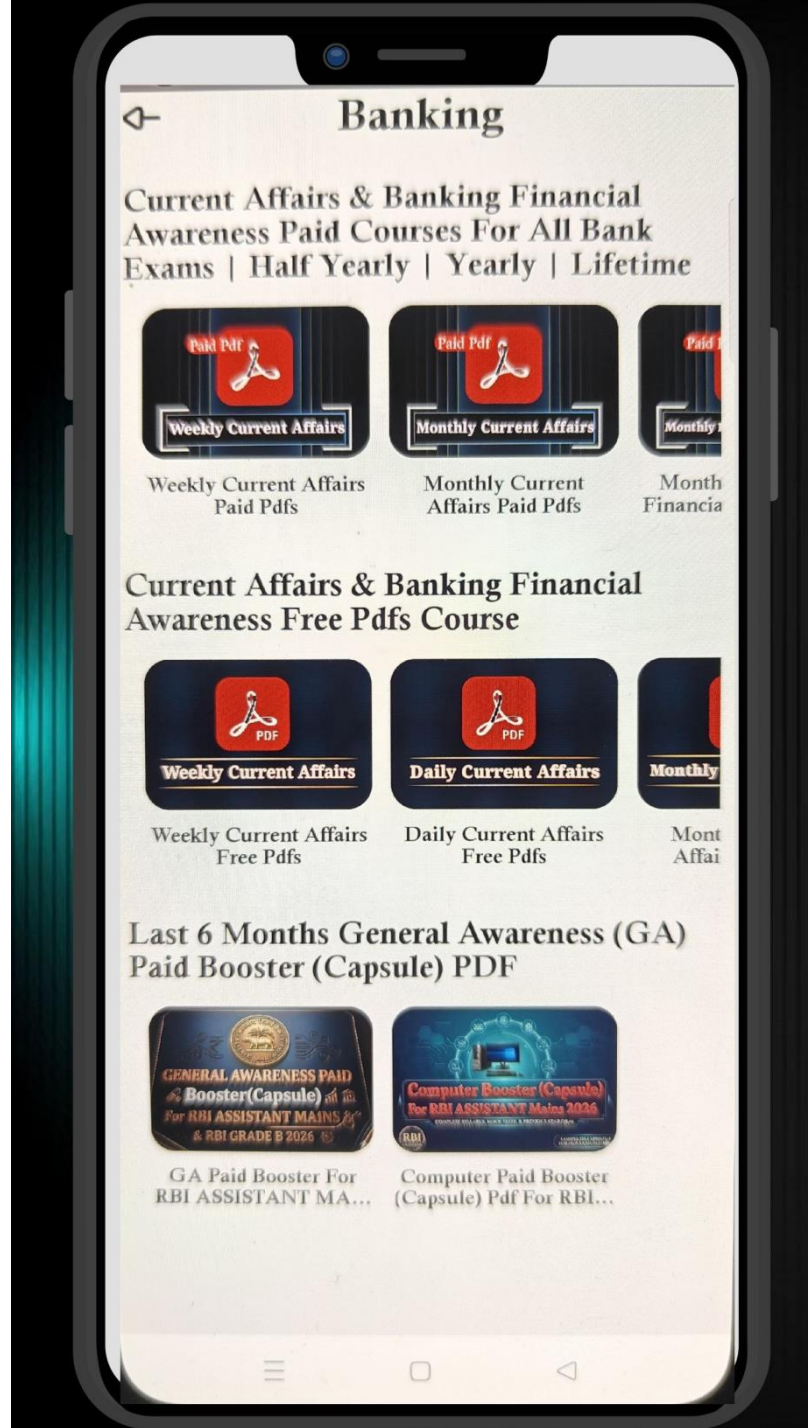 Banking
Current Affairs & Banking Financial
Awareness Paid Courses For All Bank
Exams | Half Yearly | Yearly | Lifetime
Paid Pdf
Weekly Current Affairs
Paid Pdf
Monthly Current Affairs
Paid
Monthly
Weekly Current Affairs
Paid Pdfs
Monthly Current
Affairs Paid Pdfs
Month
Financia
Current Affairs & Banking Financial
Awareness Free Pdfs Course
PDF
Weekly Current Affairs
PDF
Daily Current Affairs
Monthly
Weekly Current Affairs
Free Pdfs
Daily Current Affairs
Free Pdfs
Mont
Affai
Last 6 Months General Awareness (GA)
Paid Booster (Capsule) PDF
GENERAL AWARENESS PAID
Booster(Capsule)
For RBI ASSISTANT MAINS
& RBI GRADE B 2026
Computer Booster (Capsule)
For RBI ASSISTANT Mains 2026
RBI
GA Paid Booster For
RBI ASSISTANT MA...
Computer Paid Booster
(Capsule) Pdf For RBI...